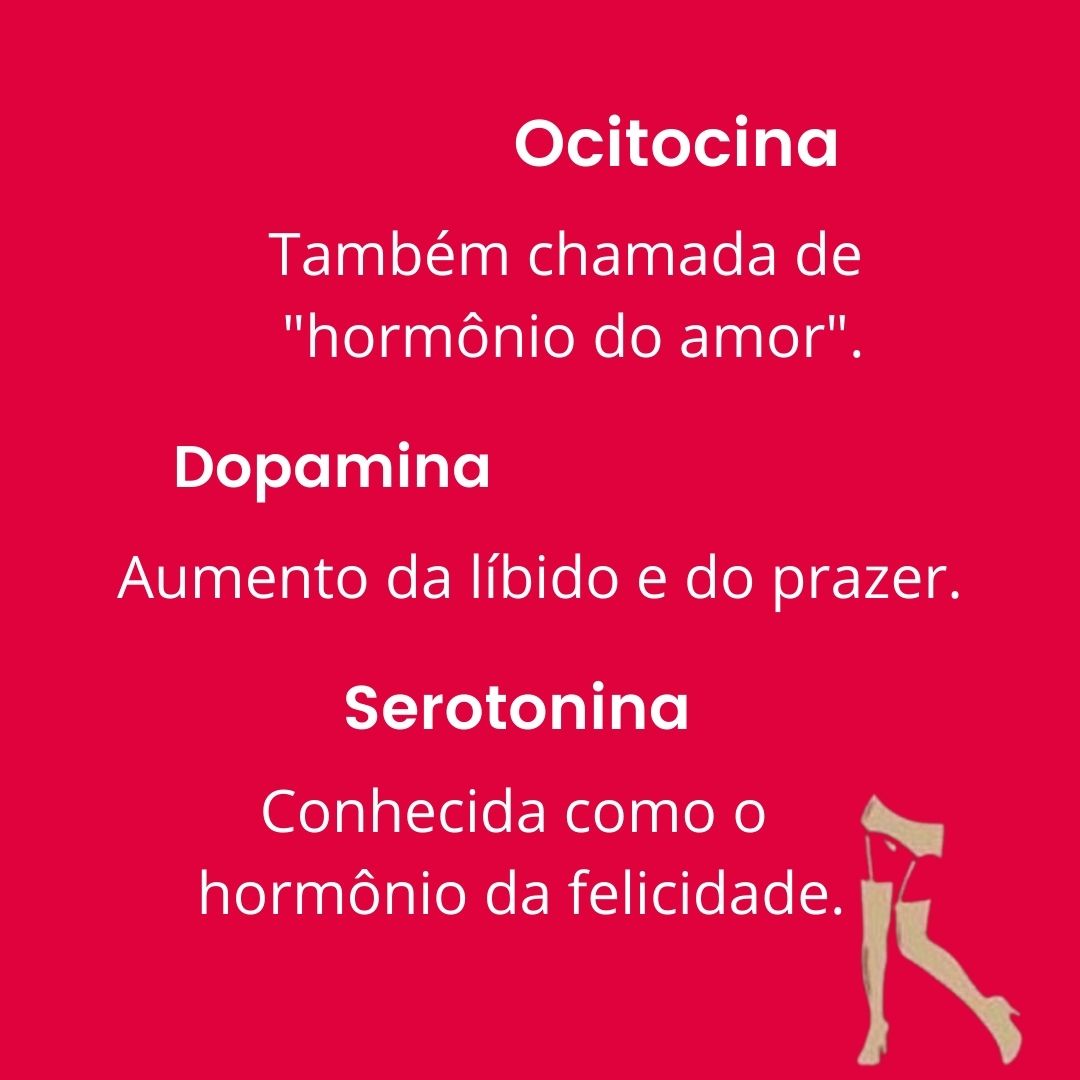 Ocitocina
Também chamada de
"hormônio do amor".
Dopamina
Aumento da líbido e do prazer.
Serotonina
Conhecida como o
hormônio da felicidade.